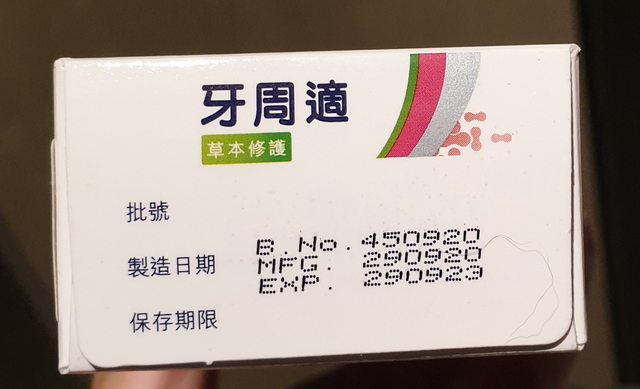 牙周適
草本修護
批號
B.No.450920
製造日期
MFG. 290920
EXP. 290923
保存期限